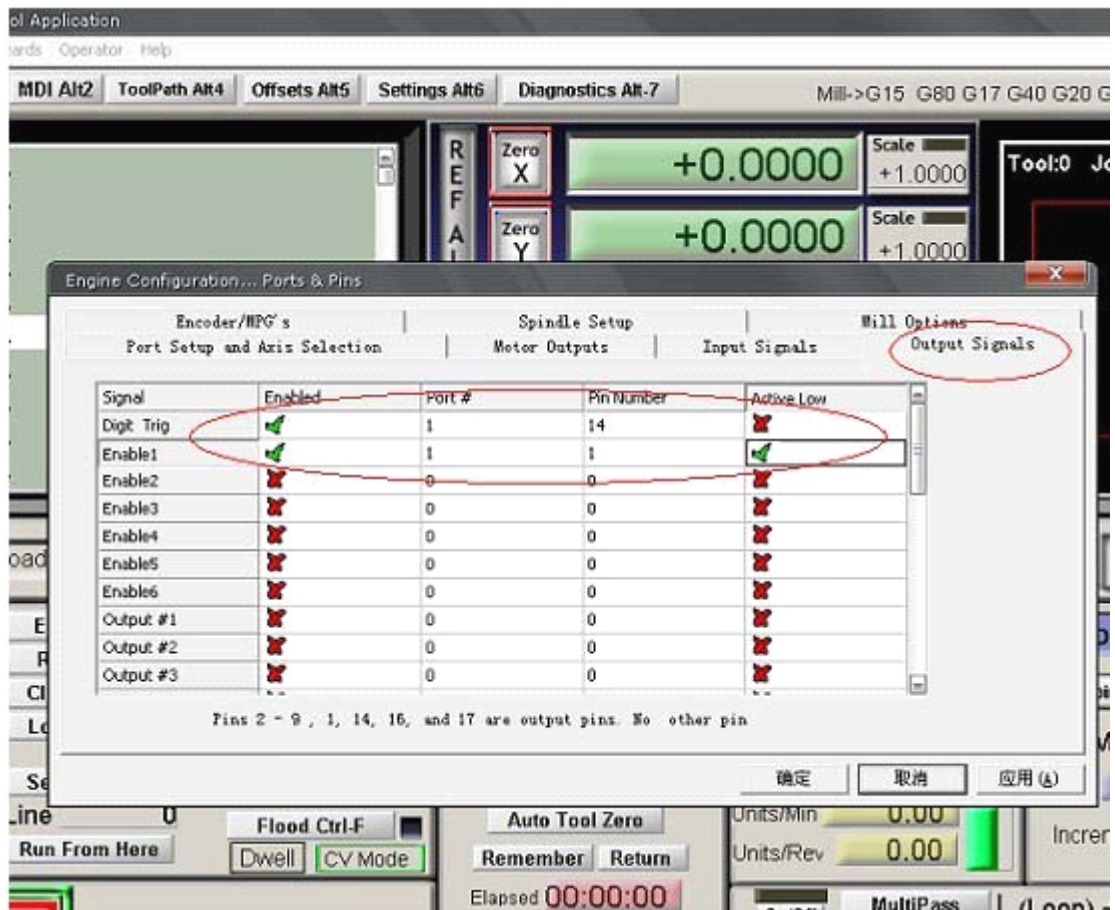 ol Application
Operator Help
MDI Alt2 ToolPath Alt4 Offsets Alt5 Settings Alt6 Diagnostics Alt-7 Mill->G15 G80 G17 G40 G20
REF
Zero X +0.0000 Scale +1.0000
Tool:0
Zero Y +0.0000 Scale +1.0000
Engine Configuration... Ports & Pins
Encoder/MPG's Spindle Setup Mill Options
Port Setup and Axis Selection Motor Outputs Input Signals Output Signals
Signal Enabled Port # Pin Number Active Low
Digit Trig 1 14
Enable1 1 1
Enable2 0 0
Enable3 0 0
Enable4 0 0
Enable5 0 0
Enable6 0 0
Output #1 0 0
Output #2 0 0
Output #3 0 0
Pins 2 - 9 , 1, 14, 16, and 17 are output pins. No other pin
确定 取消 应用(A)
Line 0
Flood Ctrl-F
Auto Tool Zero
Units/Min 0.00
Run From Here
Dwell CV Mode
Remember Return
Units/Rev 0.00
Elapsed 00:00:00
MultiPass
(Loop)